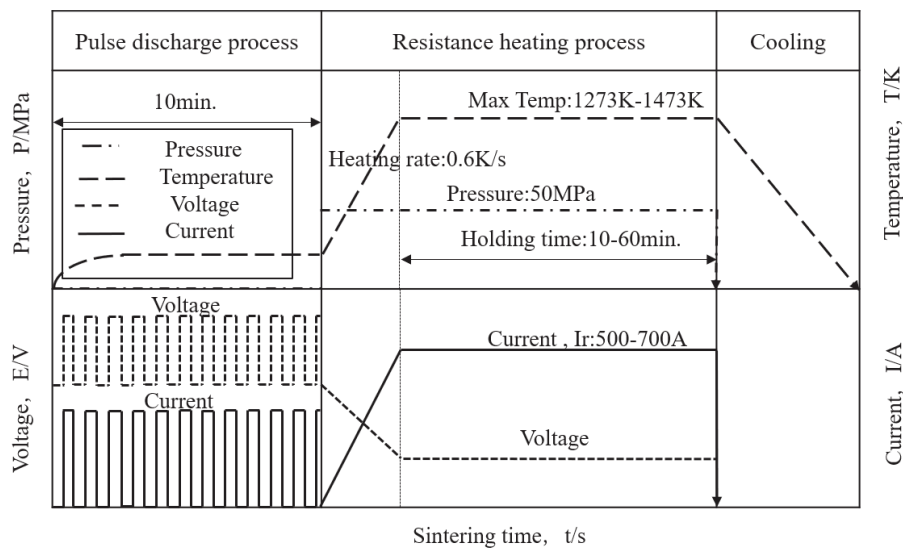 Pulse discharge process
Resistance heating process
Cooling
Pressure, P/MPa
Temperature, T/K
10min.
Max Temp:1273K-1473K
Pressure
Temperature
Voltage
Current
Heating rate:0.6K/s
Pressure:50MPa
Holding time:10-60min.
Voltage, E/V
Current, I/A
Voltage
Current , Ir:500-700A
Current
Voltage
Sintering time, t/s